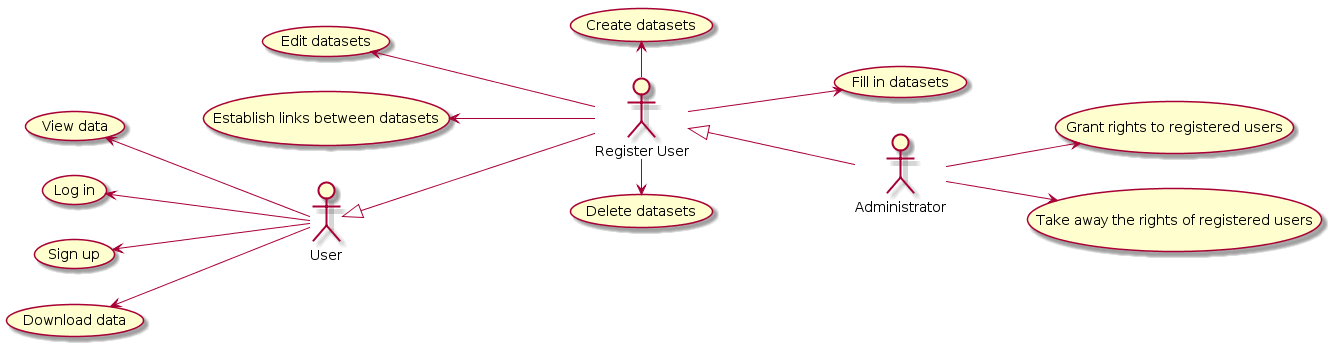 Create datasets
Edit datasets
Fill in datasets
Establish links between datasets
View data
Grant rights to registered users
Register User
Log in
Administrator
Delete datasets
Take away the rights of registered users
Sign up
User
Download data